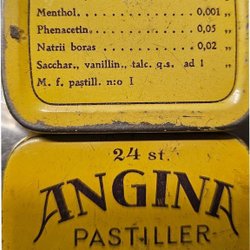 Menthol . . . . . . . . 0,001 „
Phenacetin . . . . . . 0,05 „
Natrii boras . . . . . 0,02 „
Sacchar., vanillin., talc. q.s. ad 1 „
M. f. pastill. n:o I
24 st.
ANGINA
PASTILLER